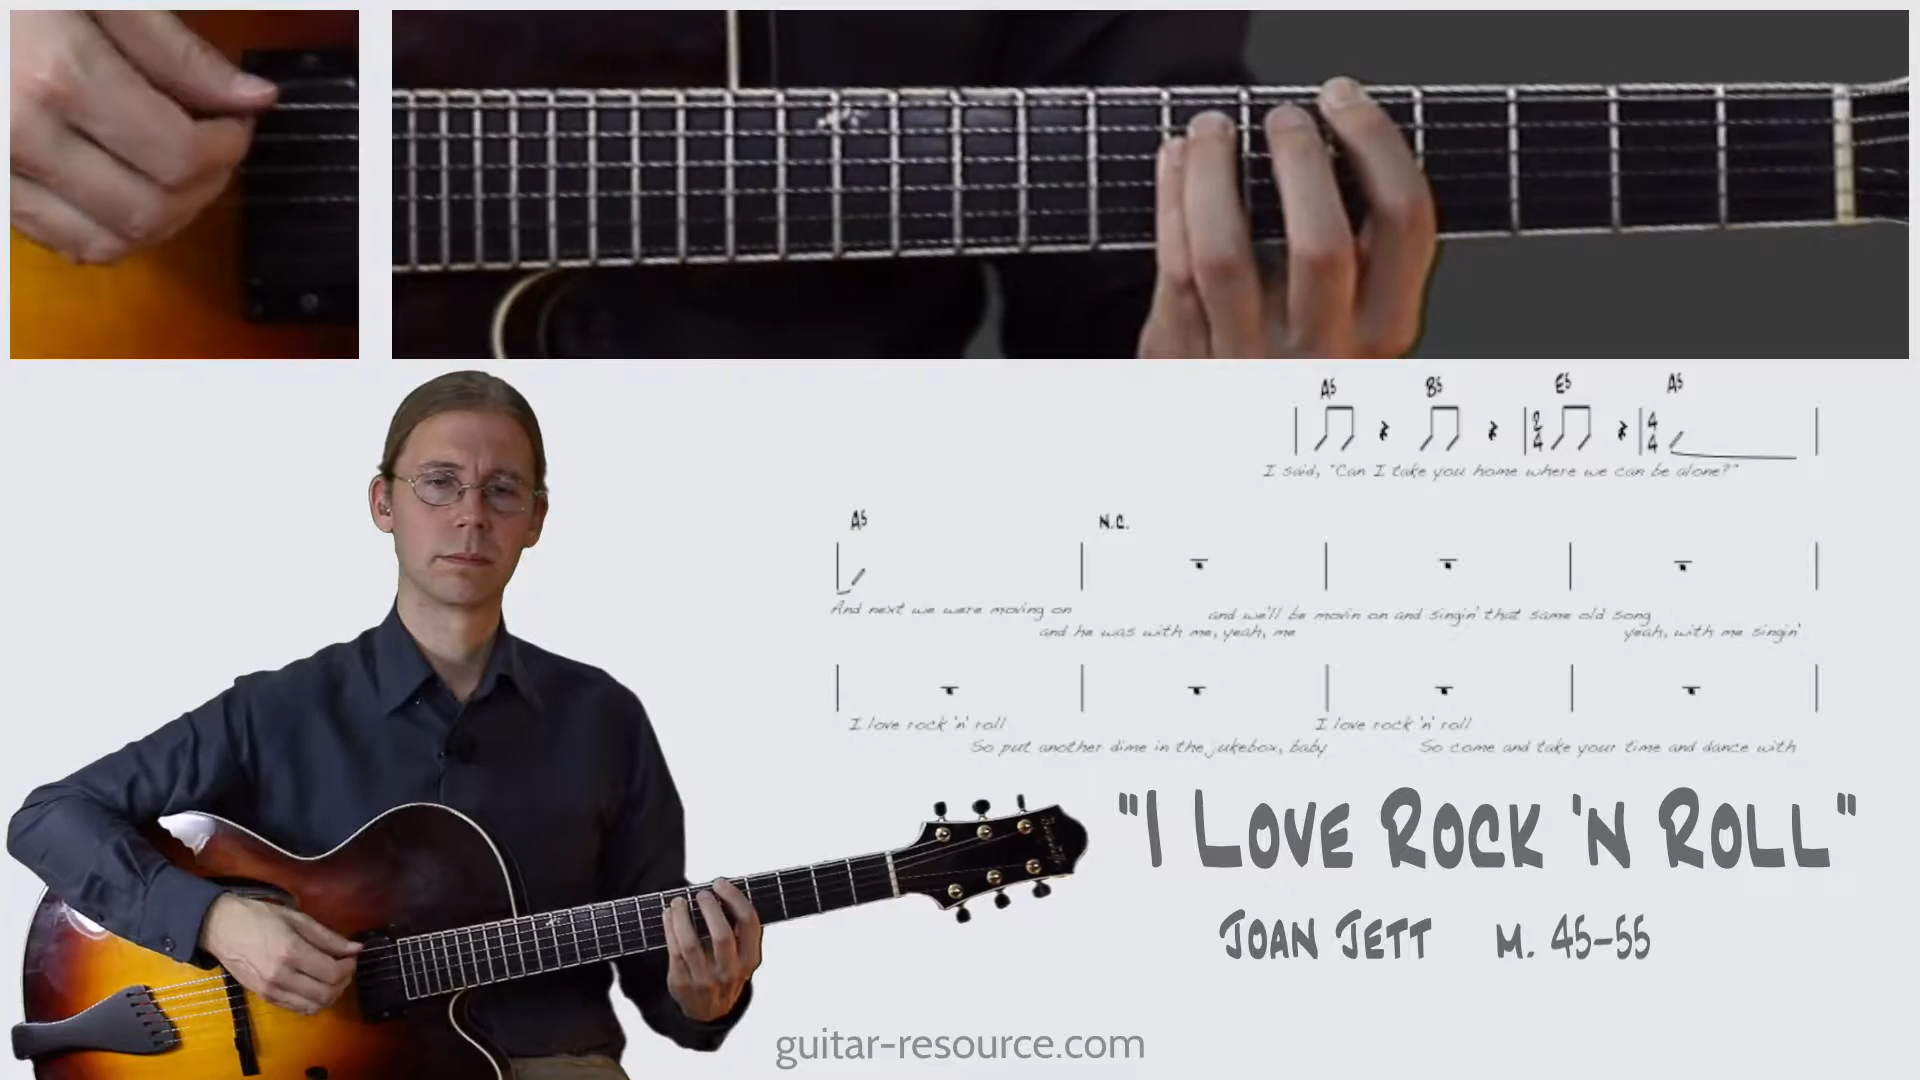 A5 B5 E5 A5
2 4 4 4
I said, "Can I take you home where we can be alone?"
A5 N.C.
And next we were moving on
and we'll be movin on and singin' that same old song
and he was with me, yeah, me
yeah, with me singin'
I love rock 'n' roll
I love rock 'n' roll
So put another dime in the jukebox, baby
So come and take your time and dance with
"I LOVE ROCK 'N ROLL"
JOAN JETT M. 45-55
guitar-resource.com